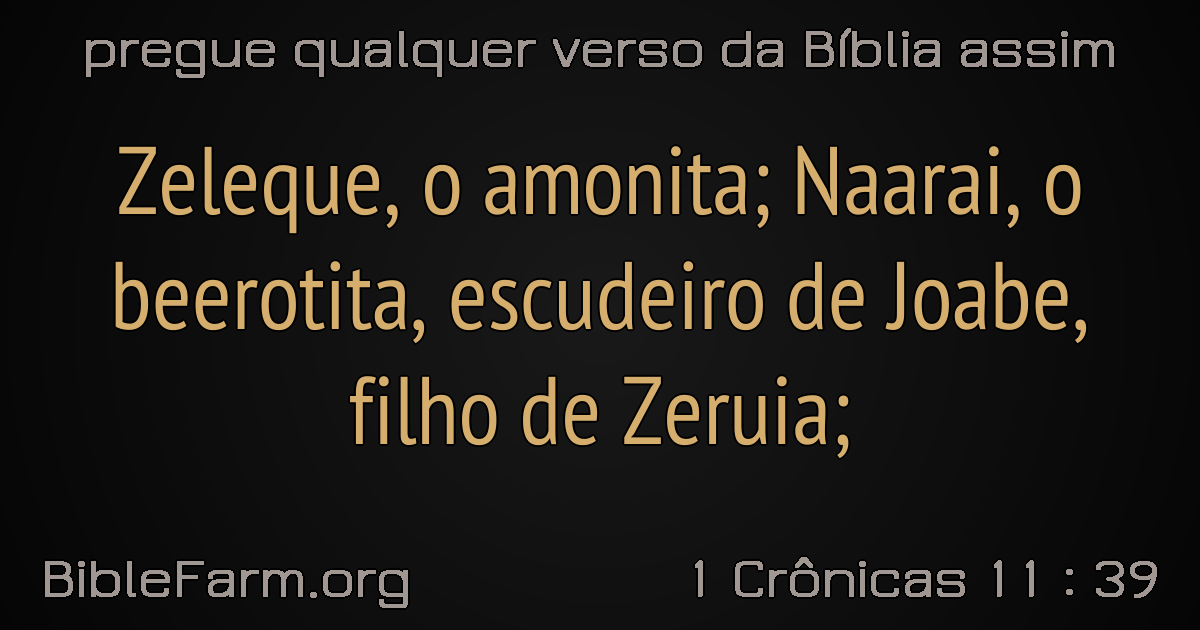 pregue qualquer verso da Bíblia assim
Zeleque, o amonita; Naarai, o
beerotita, escudeiro de Joabe,
filho de Zeruia;
BibleFarm.org
1 Crônicas 11 : 39